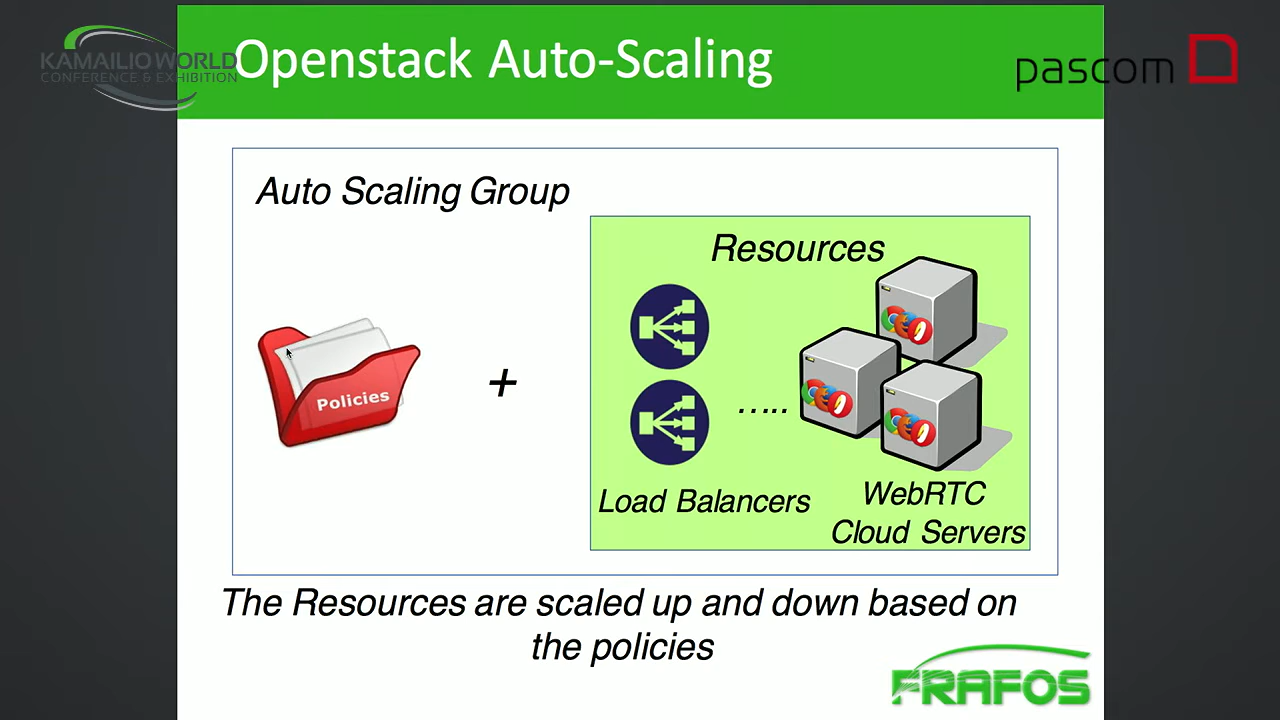 KAMAILIO WORLD
CONFERENCE & EXHIBITION
Openstack Auto-Scaling
pascom
Auto Scaling Group
Resources
Policies
+
.....
Load Balancers
WebRTC
Cloud Servers
The Resources are scaled up and down based on
the policies
FRAFOS